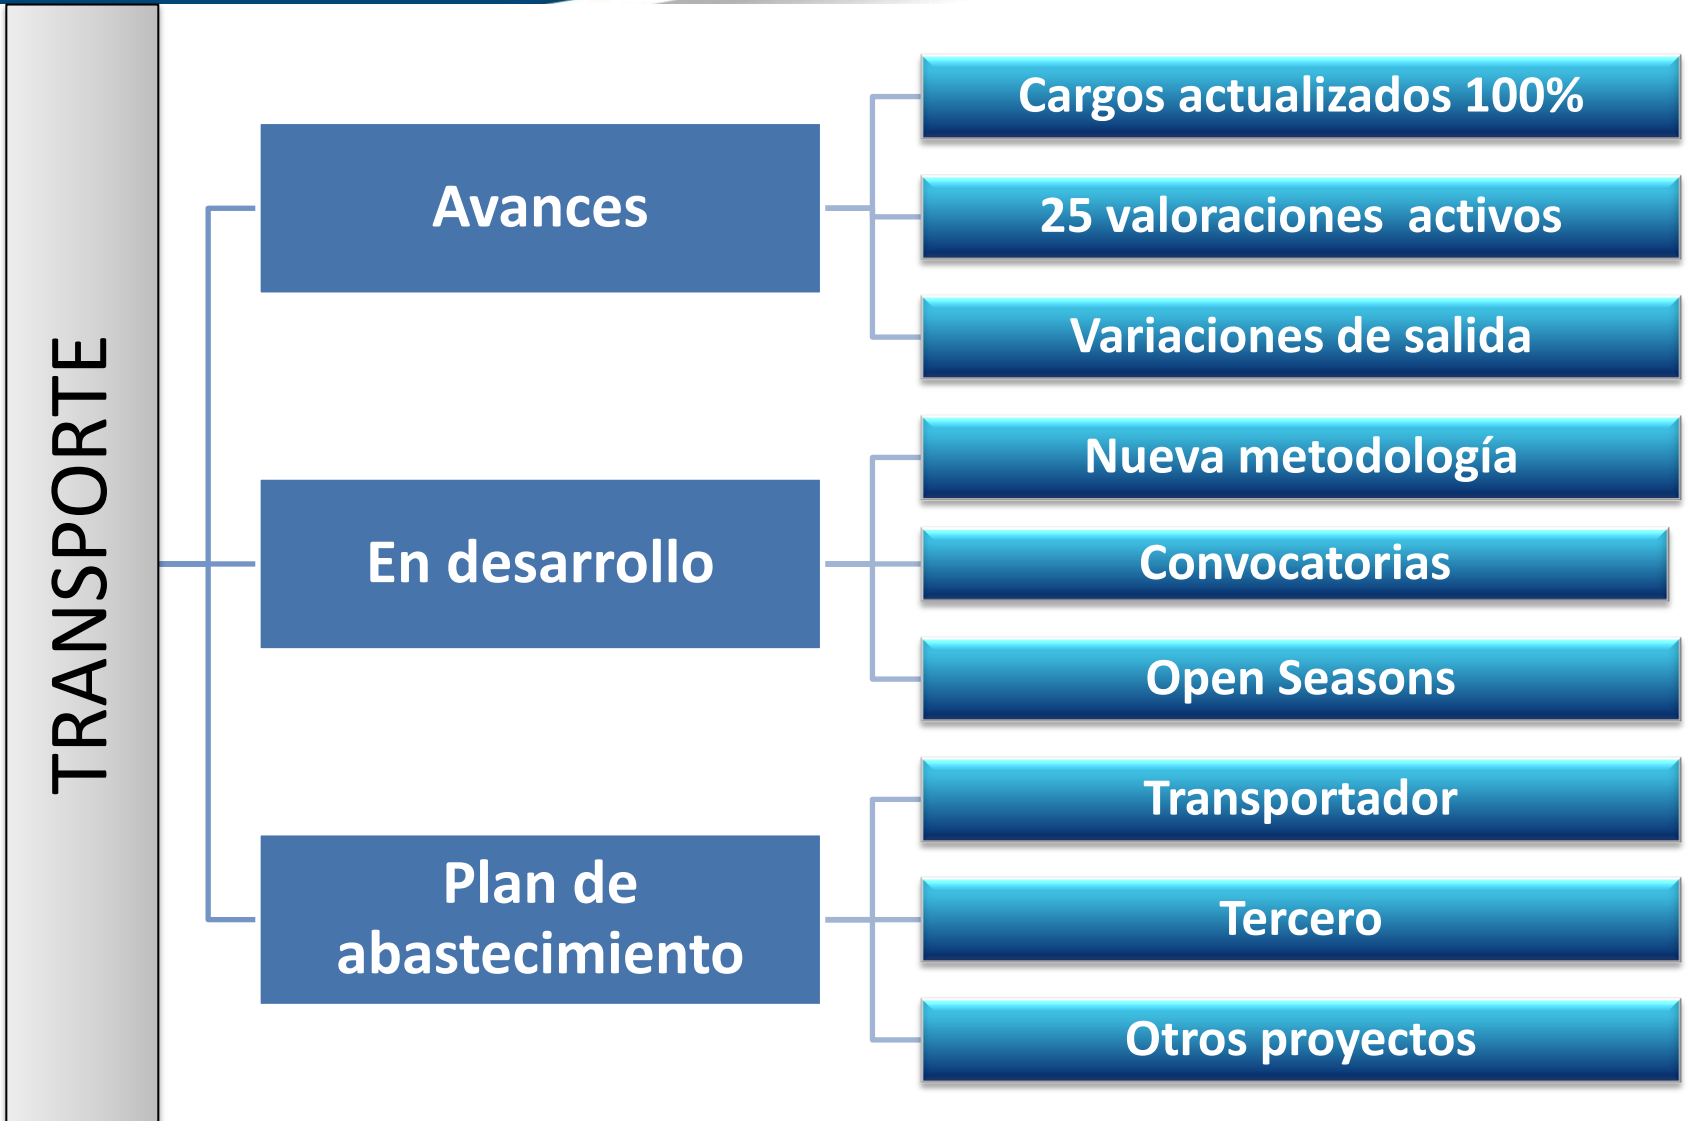 TRANSPORTE
Avances
Cargos actualizados 100%
25 valoraciones  activos
Variaciones de salida
En desarrollo
Nueva metodología
Convocatorias
Open Seasons
Plan de
abastecimiento
Transportador
Tercero
Otros proyectos